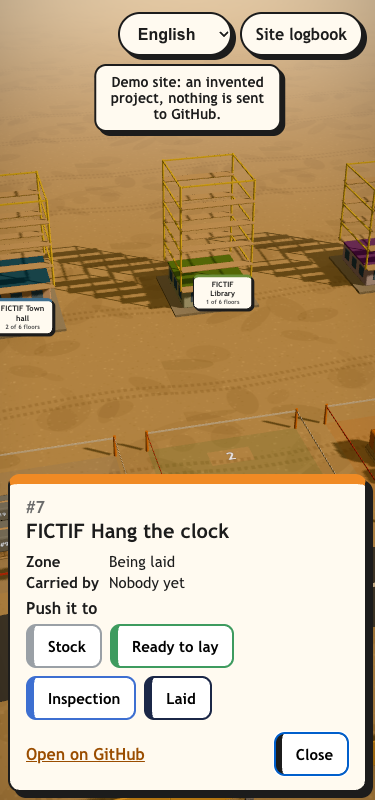 English
Site logbook
Demo site: an invented
project, nothing is sent
to GitHub.
FICTIF
Library
1 of 6 floors
FICTIF Town
hall
2 of 6 floors
2
#7
FICTIF Hang the clock
Zone Being laid
Carried by Nobody yet
Push it to
Stock
Ready to lay
Inspection
Laid
Open on GitHub
Close